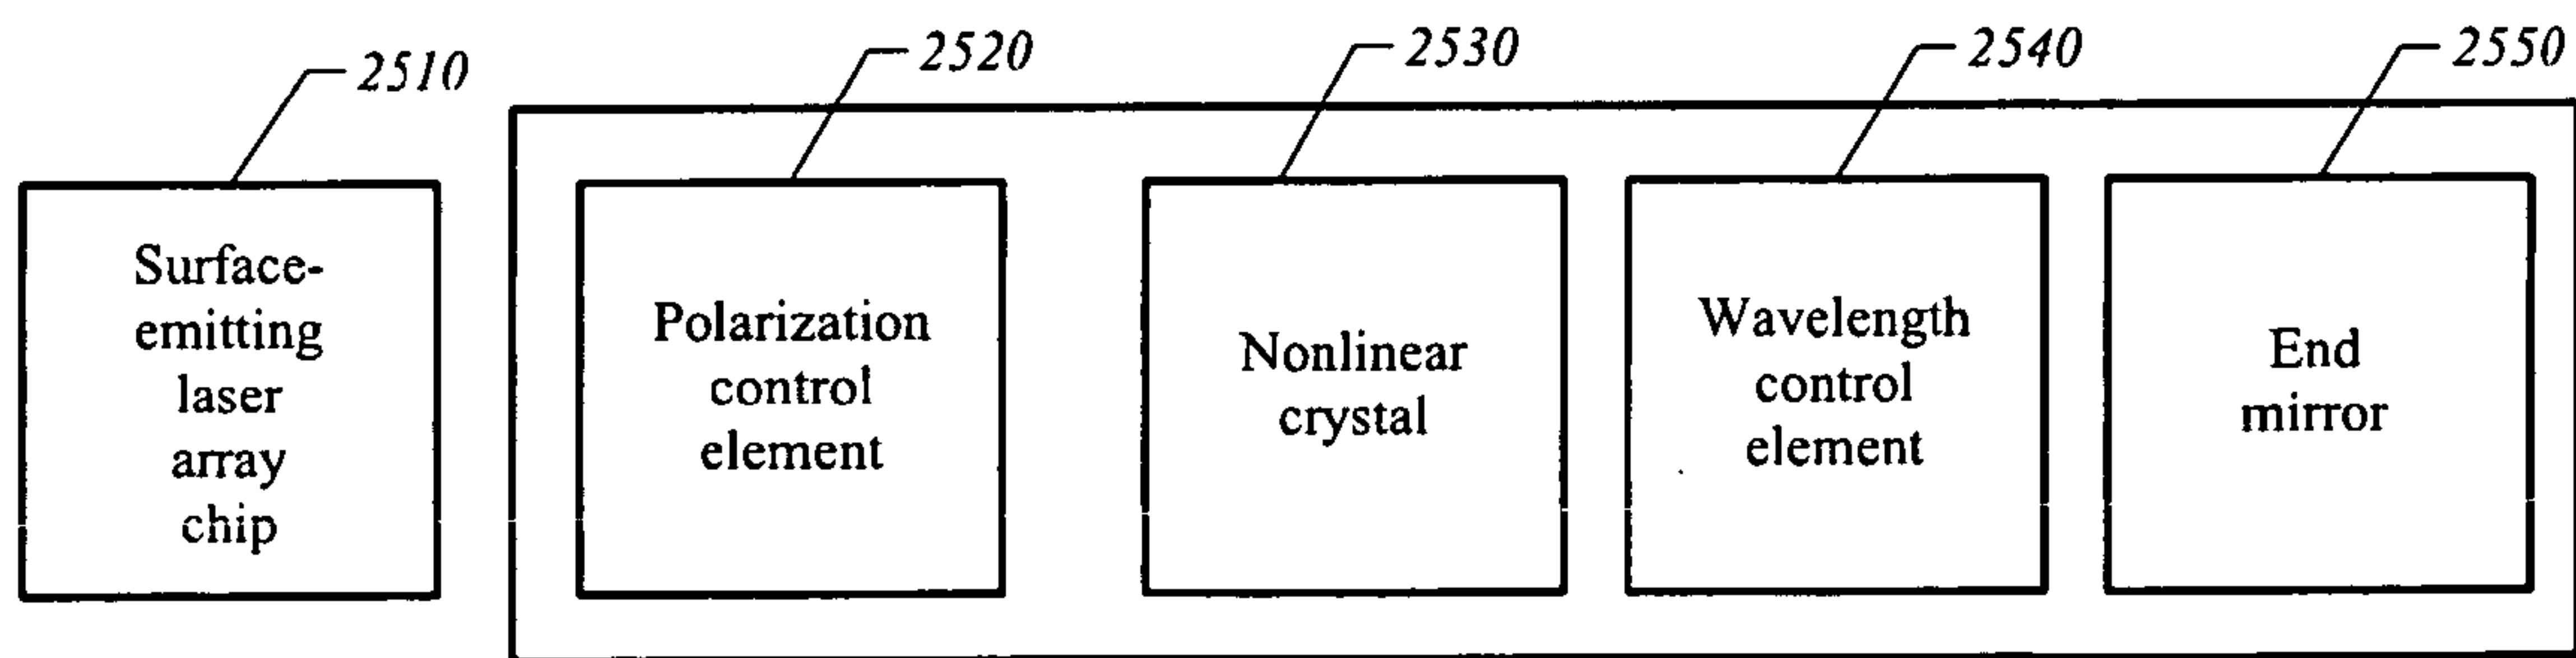 2510
2520
2530
2540
2550
Surface-
emitting
laser
array
chip
Polarization
control
element
Nonlinear
crystal
Wavelength
control
element
End
mirror